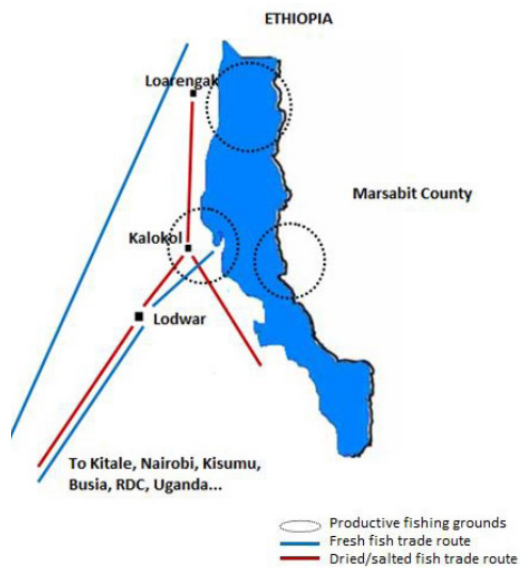 ETHIOPIA
Loarengak
Marsabit County
Kalokol
Lodwar
To Kitale, Nairobi, Kisumu,
Busia, RDC, Uganda...
Productive fishing grounds
Fresh fish trade route
Dried/salted fish trade route